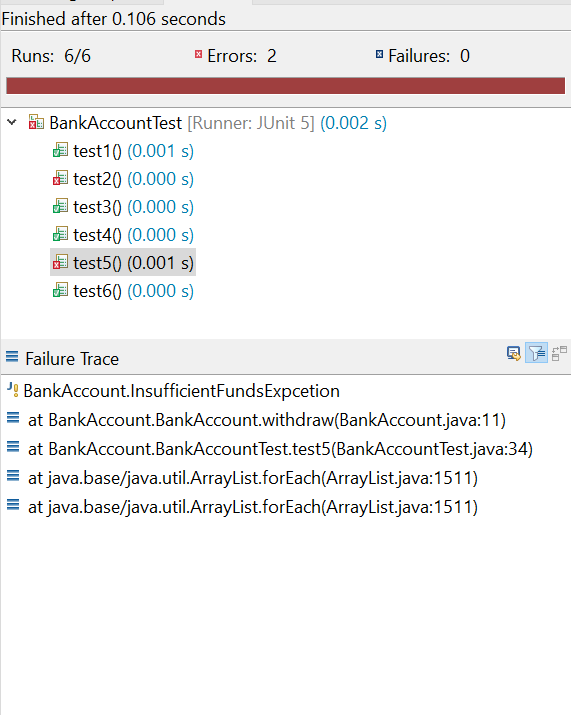 Finished after 0.106 seconds
Runs: 6/6 Errors: 2 Failures: 0
BankAccountTest [Runner: JUnit 5] (0.002 s)
test1() (0.001 s)
test2() (0.000 s)
test3() (0.000 s)
test4() (0.000 s)
test5() (0.001 s)
test6() (0.000 s)
Failure Trace
BankAccount.InsufficientFundsExpcetion
at BankAccount.BankAccount.withdraw(BankAccount.java:11)
at BankAccount.BankAccountTest.test5(BankAccountTest.java:34)
at java.base/java.util.ArrayList.forEach(ArrayList.java:1511)
at java.base/java.util.ArrayList.forEach(ArrayList.java:1511)